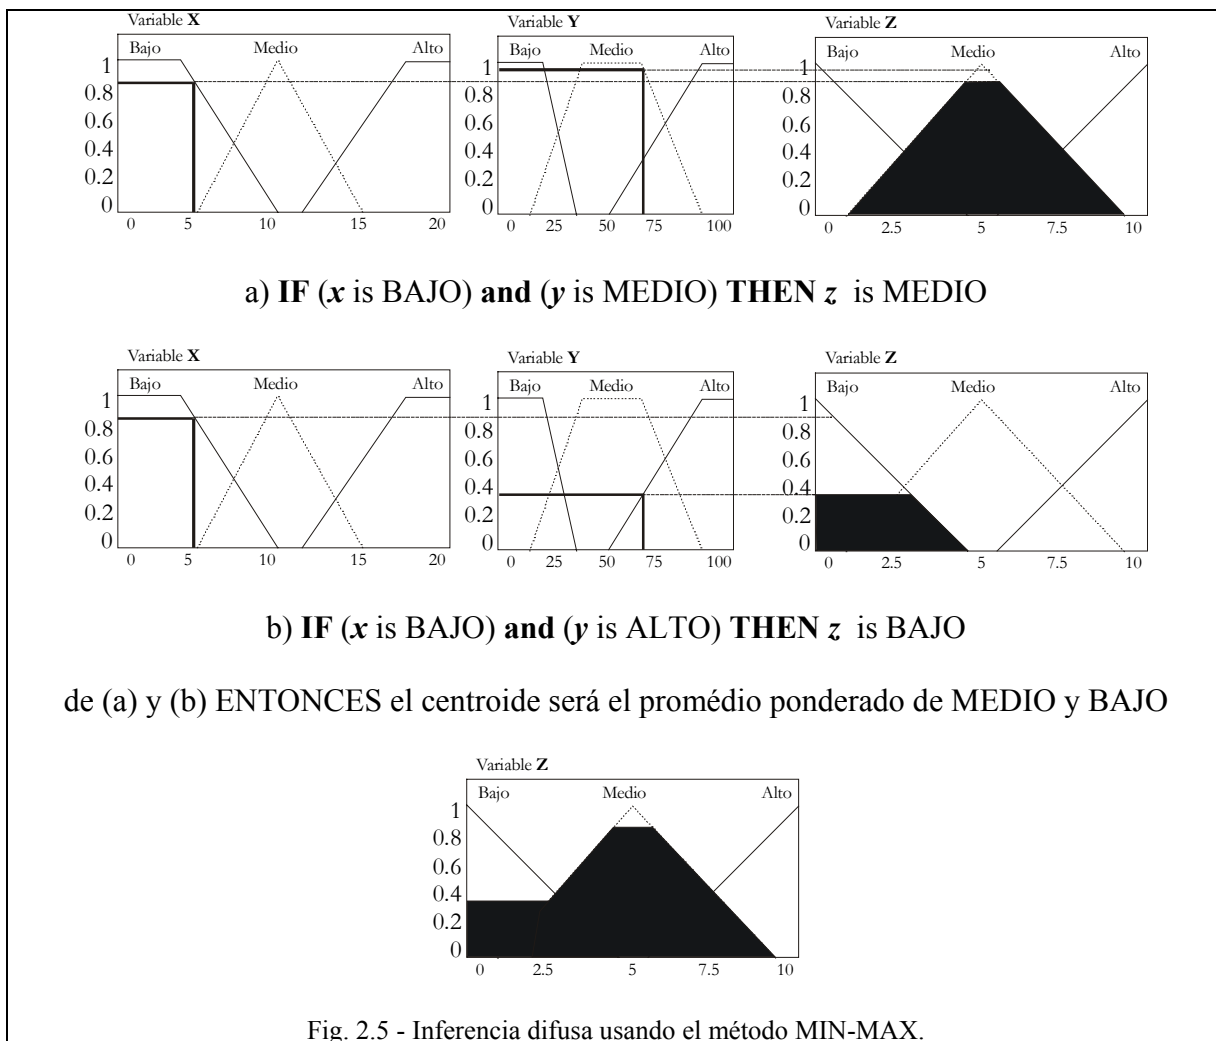 Variable X
Variable Y
Variable Z
Bajo Medio Alto
Bajo Medio Alto
Bajo Medio Alto
1
0.8
0.6
0.4
0.2
0
1
0.8
0.6
0.4
0.2
0
1
0.8
0.6
0.4
0.2
0
0 5 10 15 20
0 25 50 75 100
0 2.5 5 7.5 10
a) IF (x is BAJO) and (y is MEDIO) THEN z is MEDIO
Variable X
Variable Y
Variable Z
Bajo Medio Alto
Bajo Medio Alto
Bajo Medio Alto
1
0.8
0.6
0.4
0.2
0
1
0.8
0.6
0.4
0.2
0
1
0.8
0.6
0.4
0.2
0
0 5 10 15 20
0 25 50 75 100
0 2.5 5 7.5 10
b) IF (x is BAJO) and (y is ALTO) THEN z is BAJO
de (a) y (b) ENTONCES el centroide será el promédio ponderado de MEDIO y BAJO
Variable Z
Bajo Medio Alto
1
0.8
0.6
0.4
0.2
0
0 2.5 5 7.5 10
Fig. 2.5 - Inferencia difusa usando el método MIN-MAX.